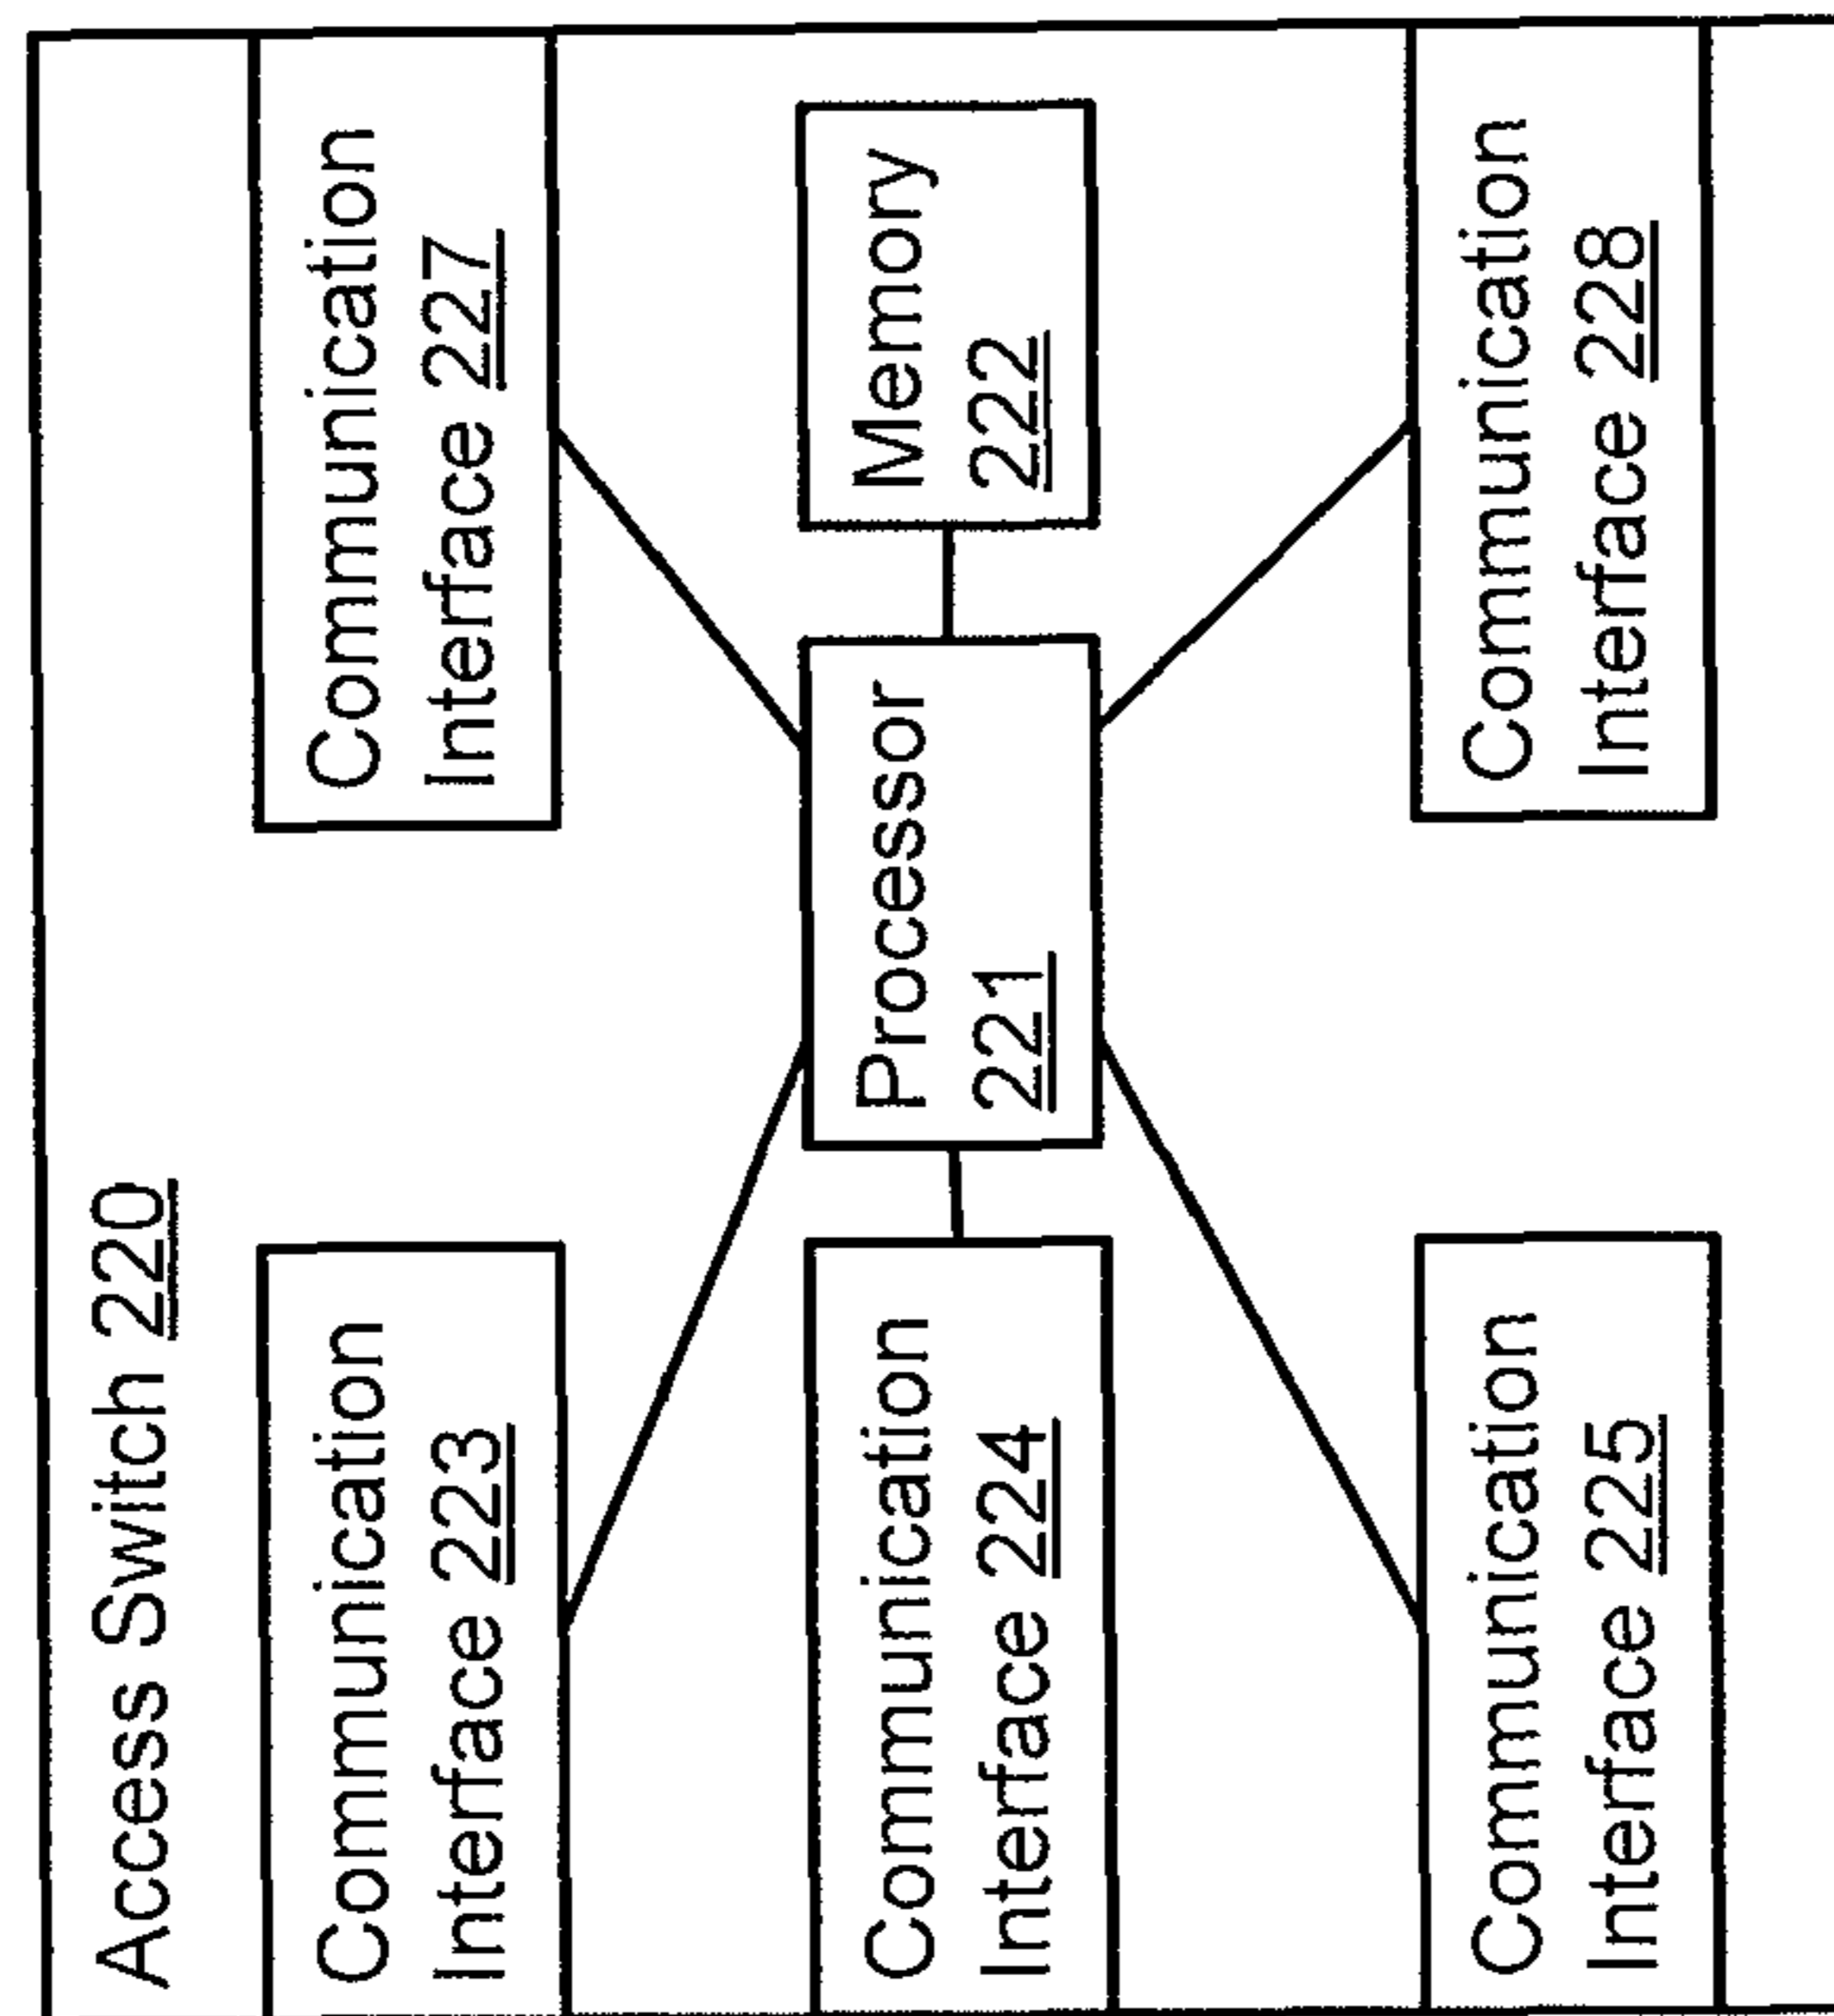 Access Switch 220
Communication
Interface 223
Communication
Interface 227
Communication
Interface 224
Processor
221
Memory
222
Communication
Interface 225
Communication
Interface 228